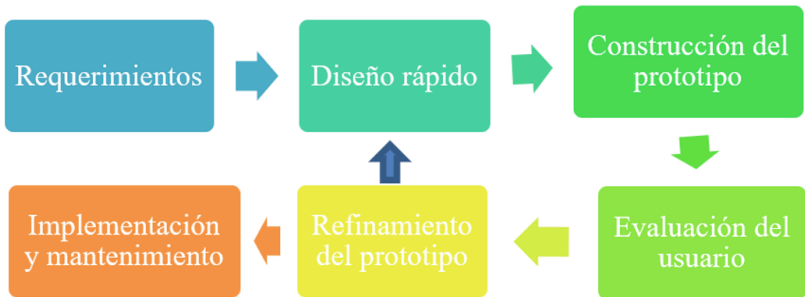 Requerimientos
Diseño rápido
Construcción del
prototipo
Implementación
y mantenimiento
Refinamiento
del prototipo
Evaluación del
usuario